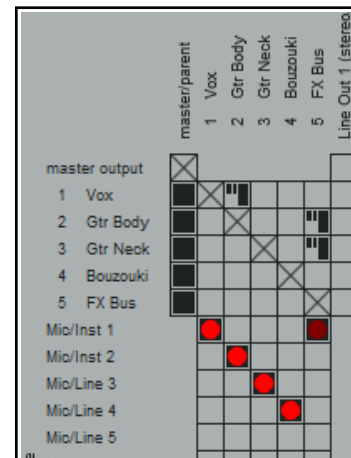 master/parent
1 Vox
2 Gtr Body
3 Gtr Neck
4 Bouzouki
5 FX Bus
Line Out 1 (stereo
master output
1 Vox
2 Gtr Body
3 Gtr Neck
4 Bouzouki
5 FX Bus
Mic/Inst 1
Mic/Inst 2
Mic/Line 3
Mic/Line 4
Mic/Line 5